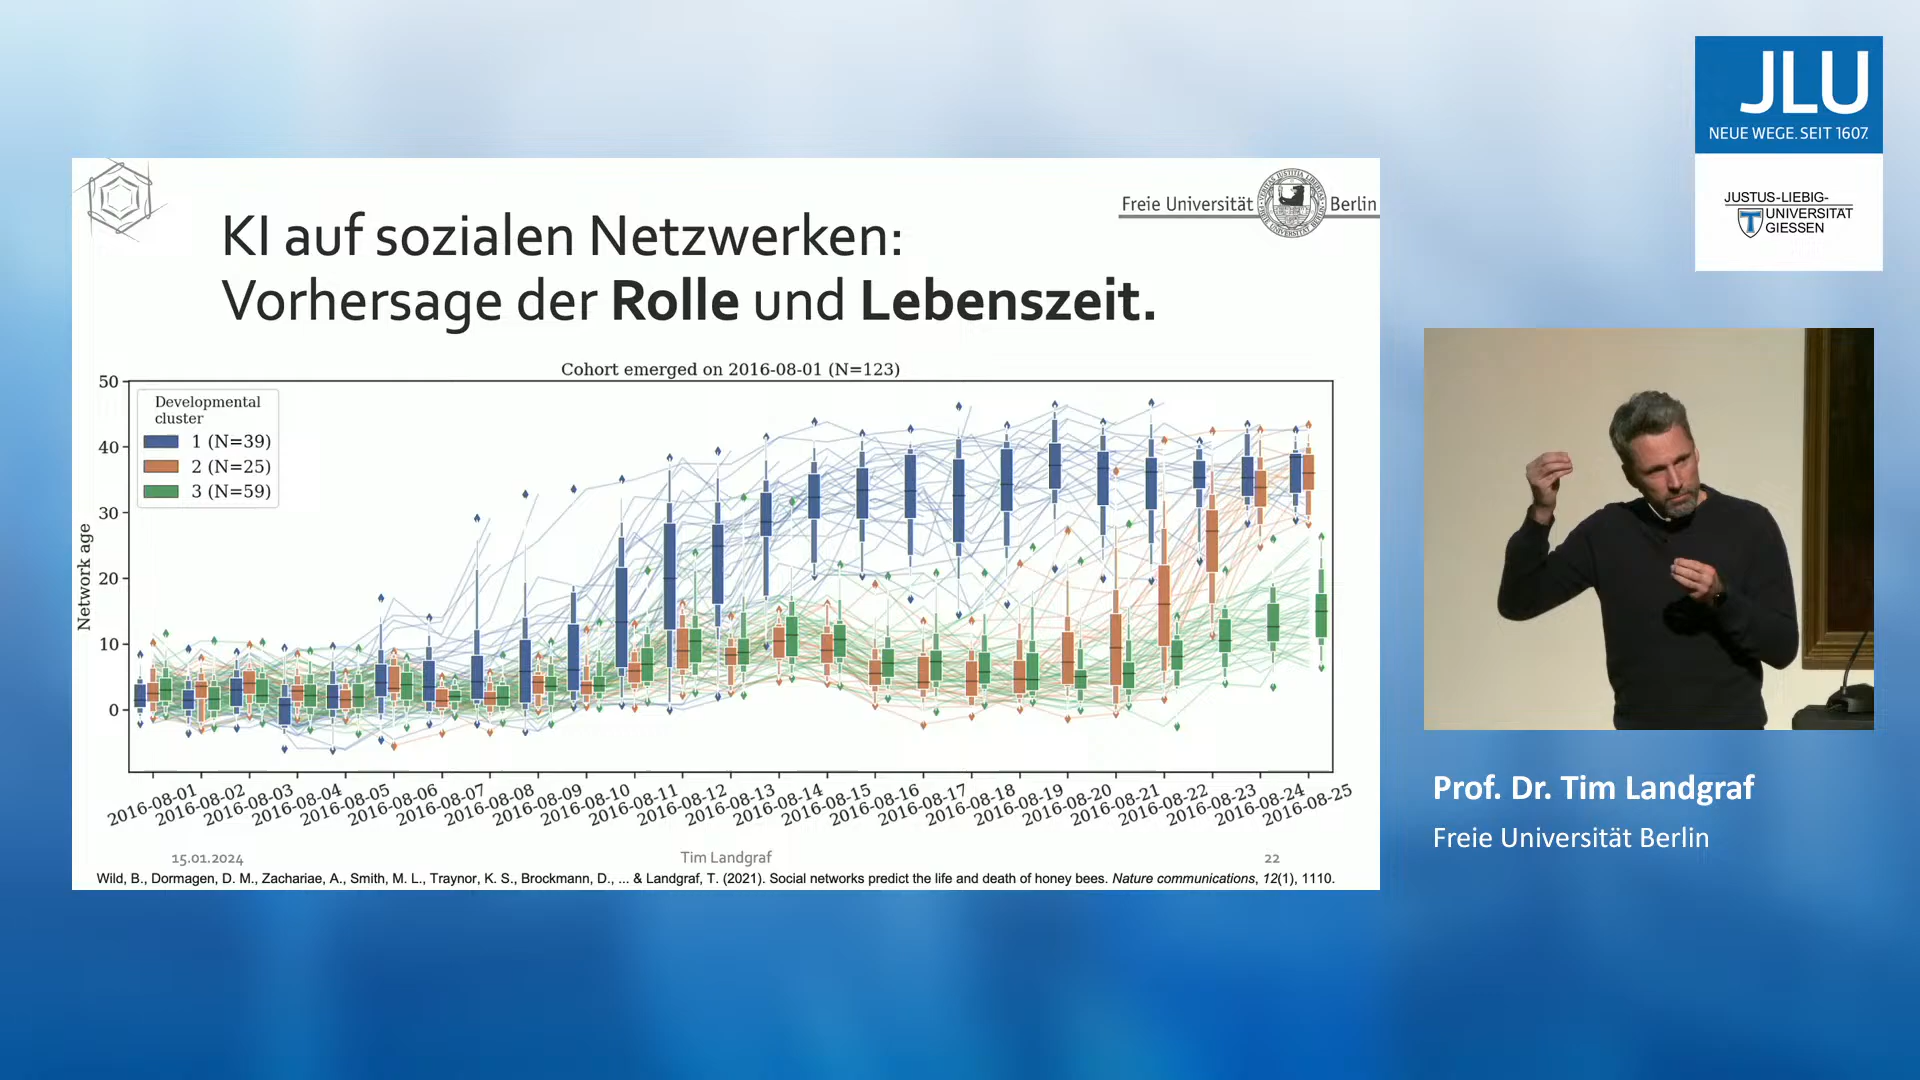 JLU
NEUE WEGE. SEIT 1607.
JUSTUS-LIEBIG-
UNIVERSITÄT
GIESSEN
Freie Universität Berlin
KI auf sozialen Netzwerken:
Vorhersage der Rolle und Lebenszeit.
Cohort emerged on 2016-08-01 (N=123)
Developmental
cluster
1 (N=39)
2 (N=25)
3 (N=59)
Network age
50
40
30
20
10
0
2016-08-01
2016-08-02
2016-08-03
2016-08-04
2016-08-05
2016-08-06
2016-08-07
2016-08-08
2016-08-09
2016-08-10
2016-08-11
2016-08-12
2016-08-13
2016-08-14
2016-08-15
2016-08-16
2016-08-17
2016-08-18
2016-08-19
2016-08-20
2016-08-21
2016-08-22
2016-08-23
2016-08-24
2016-08-25
15.01.2024
Tim Landgraf
22
Wild, B., Dormagen, D. M., Zachariae, A., Smith, M. L., Traynor, K. S., Brockmann, D., ... & Landgraf, T. (2021). Social networks predict the life and death of honey bees. Nature communications, 12(1), 1110.
Prof. Dr. Tim Landgraf
Freie Universität Berlin